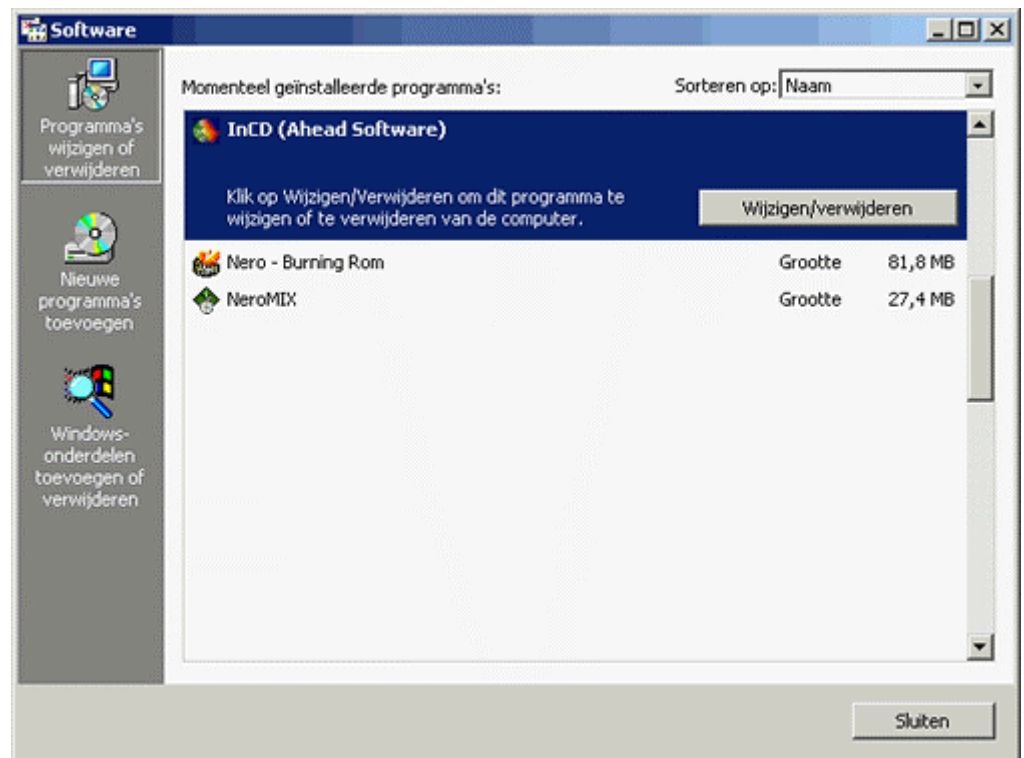 Software
Programma's
wijzigen of
verwijderen
Nieuwe
programma's
toevoegen
Windows-
onderdelen
toevoegen of
verwijderen
Momenteel geïnstalleerde programma's:
Sorteren op: Naam
InCD (Ahead Software)
Klik op Wijzigen/Verwijderen om dit programma te
wijzigen of te verwijderen van de computer.
Wijzigen/verwijderen
Nero - Burning Rom Grootte 81,8 MB
NeroMIX Grootte 27,4 MB
Sluiten